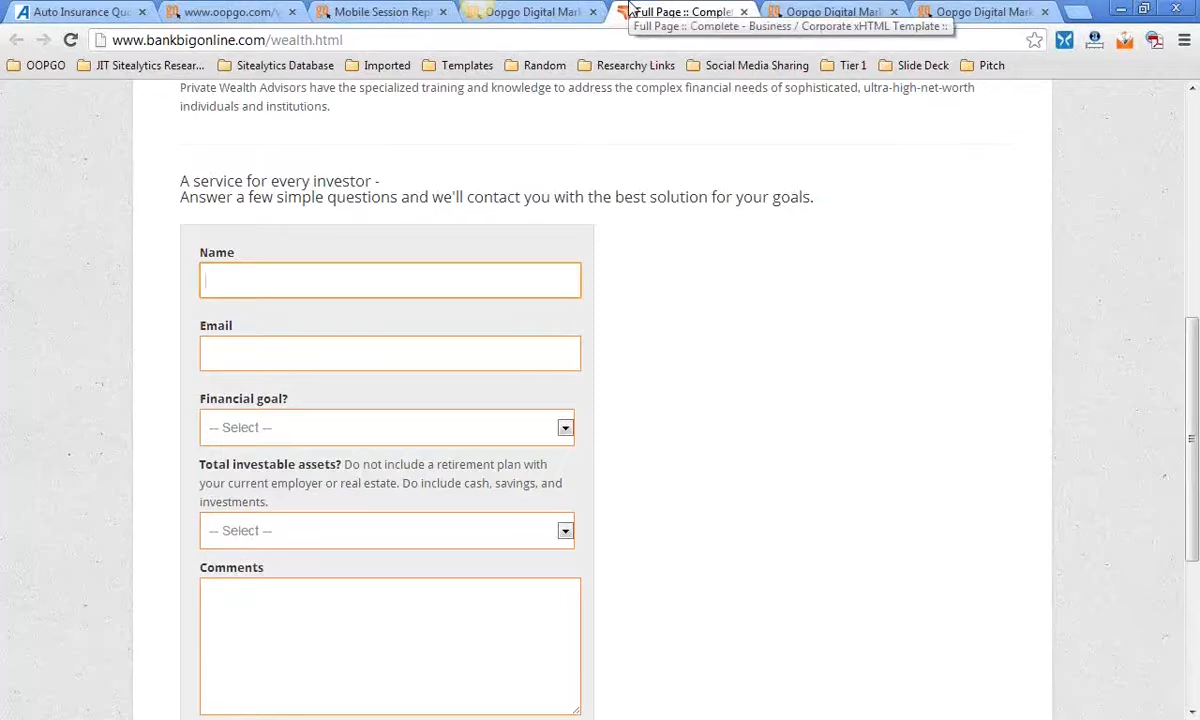 Auto Insurance Quo
www.oopgo.com/v
Mobile Session Repl
Oopgo Digital Mark
Full Page :: Complet
Oopgo Digital Mark
Oopgo Digital Mark
Full Page :: Complete - Business / Corporate xHTML Template ::
www.bankbigonline.com/wealth.html
OOPGO
JIT Sitealytics Resear...
Sitealytics Database
Imported
Templates
Random
Researchy Links
Social Media Sharing
Tier 1
Slide Deck
Pitch
Private Wealth Advisors have the specialized training and knowledge to address the complex financial needs of sophisticated, ultra-high-net-worth
individuals and institutions.
A service for every investor -
Answer a few simple questions and we'll contact you with the best solution for your goals.
Name
Email
Financial goal?
-- Select --
Total investable assets? Do not include a retirement plan with
your current employer or real estate. Do include cash, savings, and
investments.
-- Select --
Comments